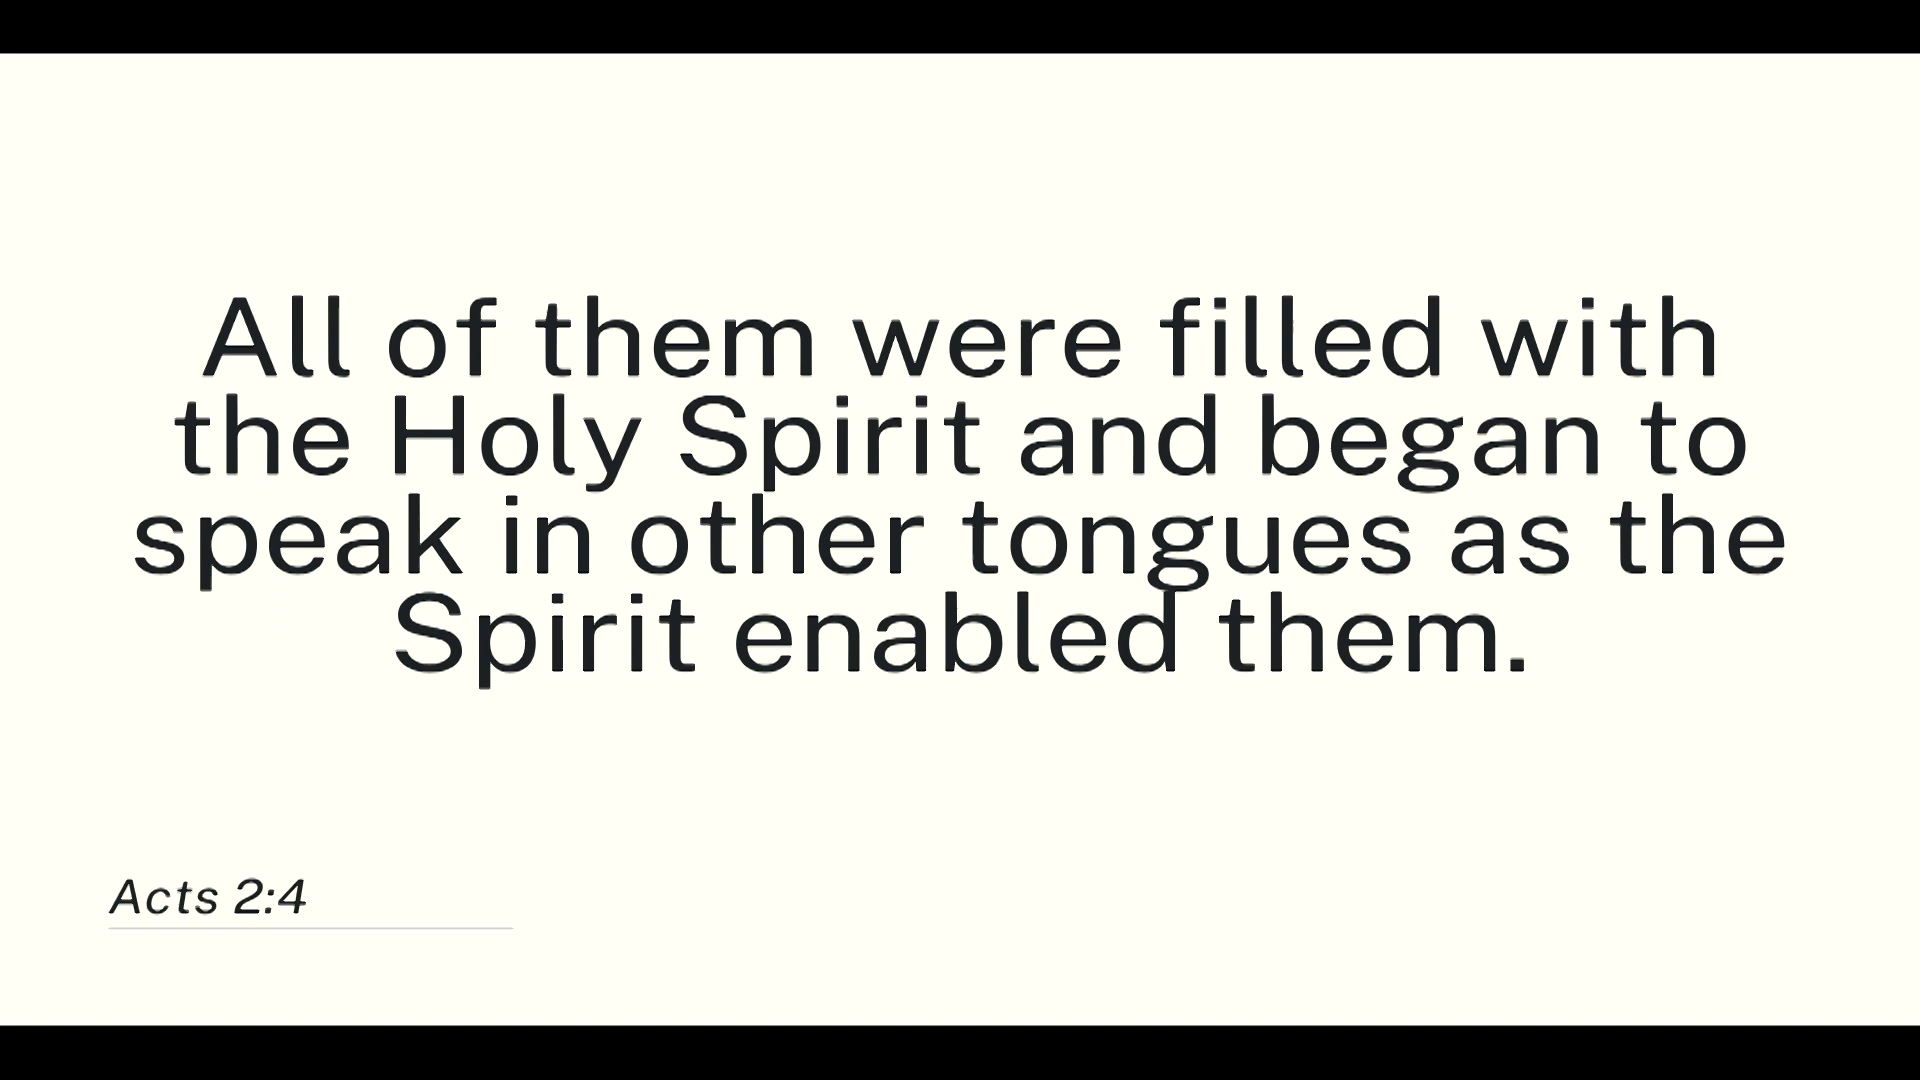 All of them were filled with
the Holy Spirit and began to
speak in other tongues as the
Spirit enabled them.
Acts 2:4